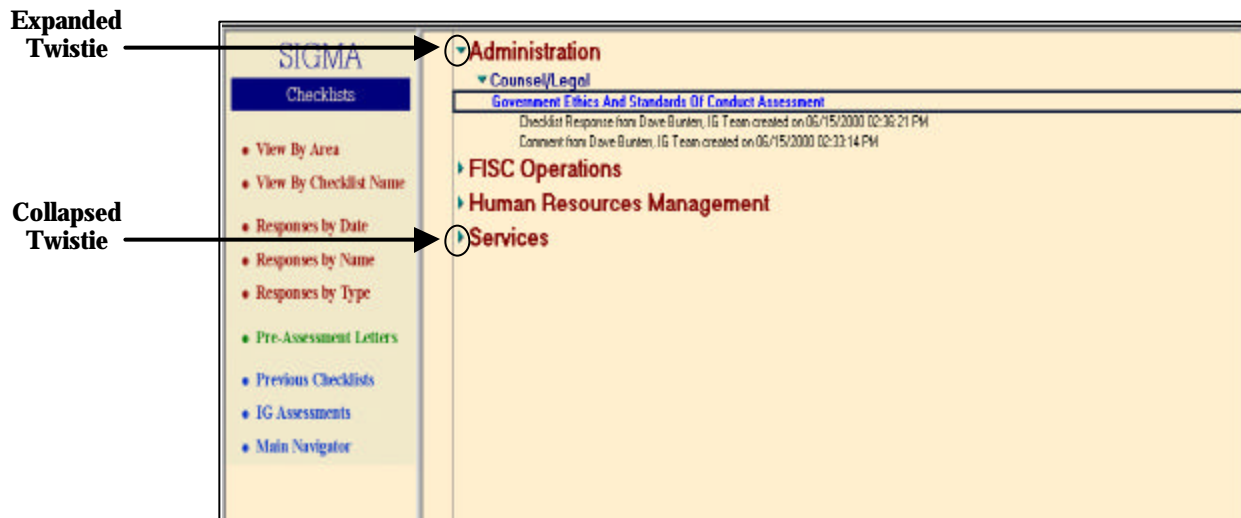 Expanded
Twistie
Collapsed
Twistie
SIGMA
Checklists
View By Area
View By Checklist Name
Responses by Date
Responses by Name
Responses by Type
Pre-Assessment Letters
Previous Checklists
IG Assessments
Main Navigator
Administration
Counsel/Legal
Government Ethics And Standards Of Conduct Assessment
Checklist Response from Dave Bunten, IG Team created on 06/15/2000 02:36:21 PM
Comment from Dave Bunten, IG Team created on 06/15/2000 02:33:14 PM
FISC Operations
Human Resources Management
Services